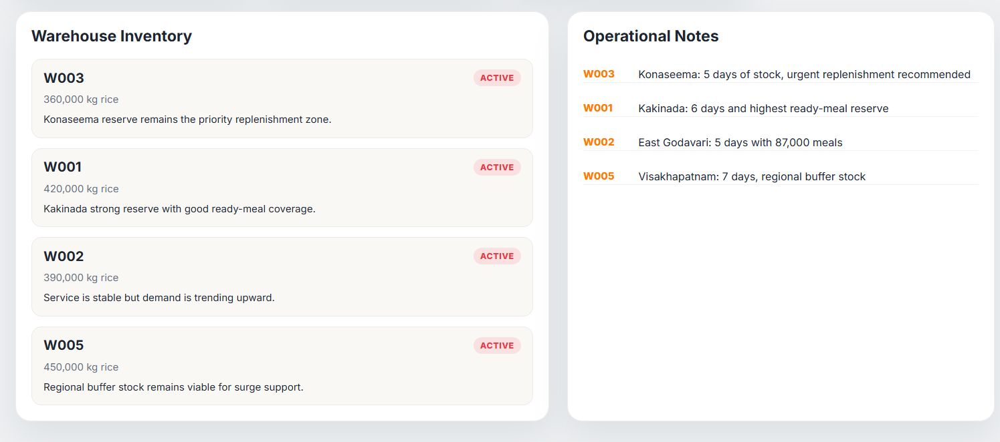 Warehouse Inventory
W003 ACTIVE
360,000 kg rice
Konaseema reserve remains the priority replenishment zone.
W001 ACTIVE
420,000 kg rice
Kakinada strong reserve with good ready-meal coverage.
W002 ACTIVE
390,000 kg rice
Service is stable but demand is trending upward.
W005 ACTIVE
450,000 kg rice
Regional buffer stock remains viable for surge support.
Operational Notes
W003 Konaseema: 5 days of stock, urgent replenishment recommended
W001 Kakinada: 6 days and highest ready-meal reserve
W002 East Godavari: 5 days with 87,000 meals
W005 Visakhapatnam: 7 days, regional buffer stock